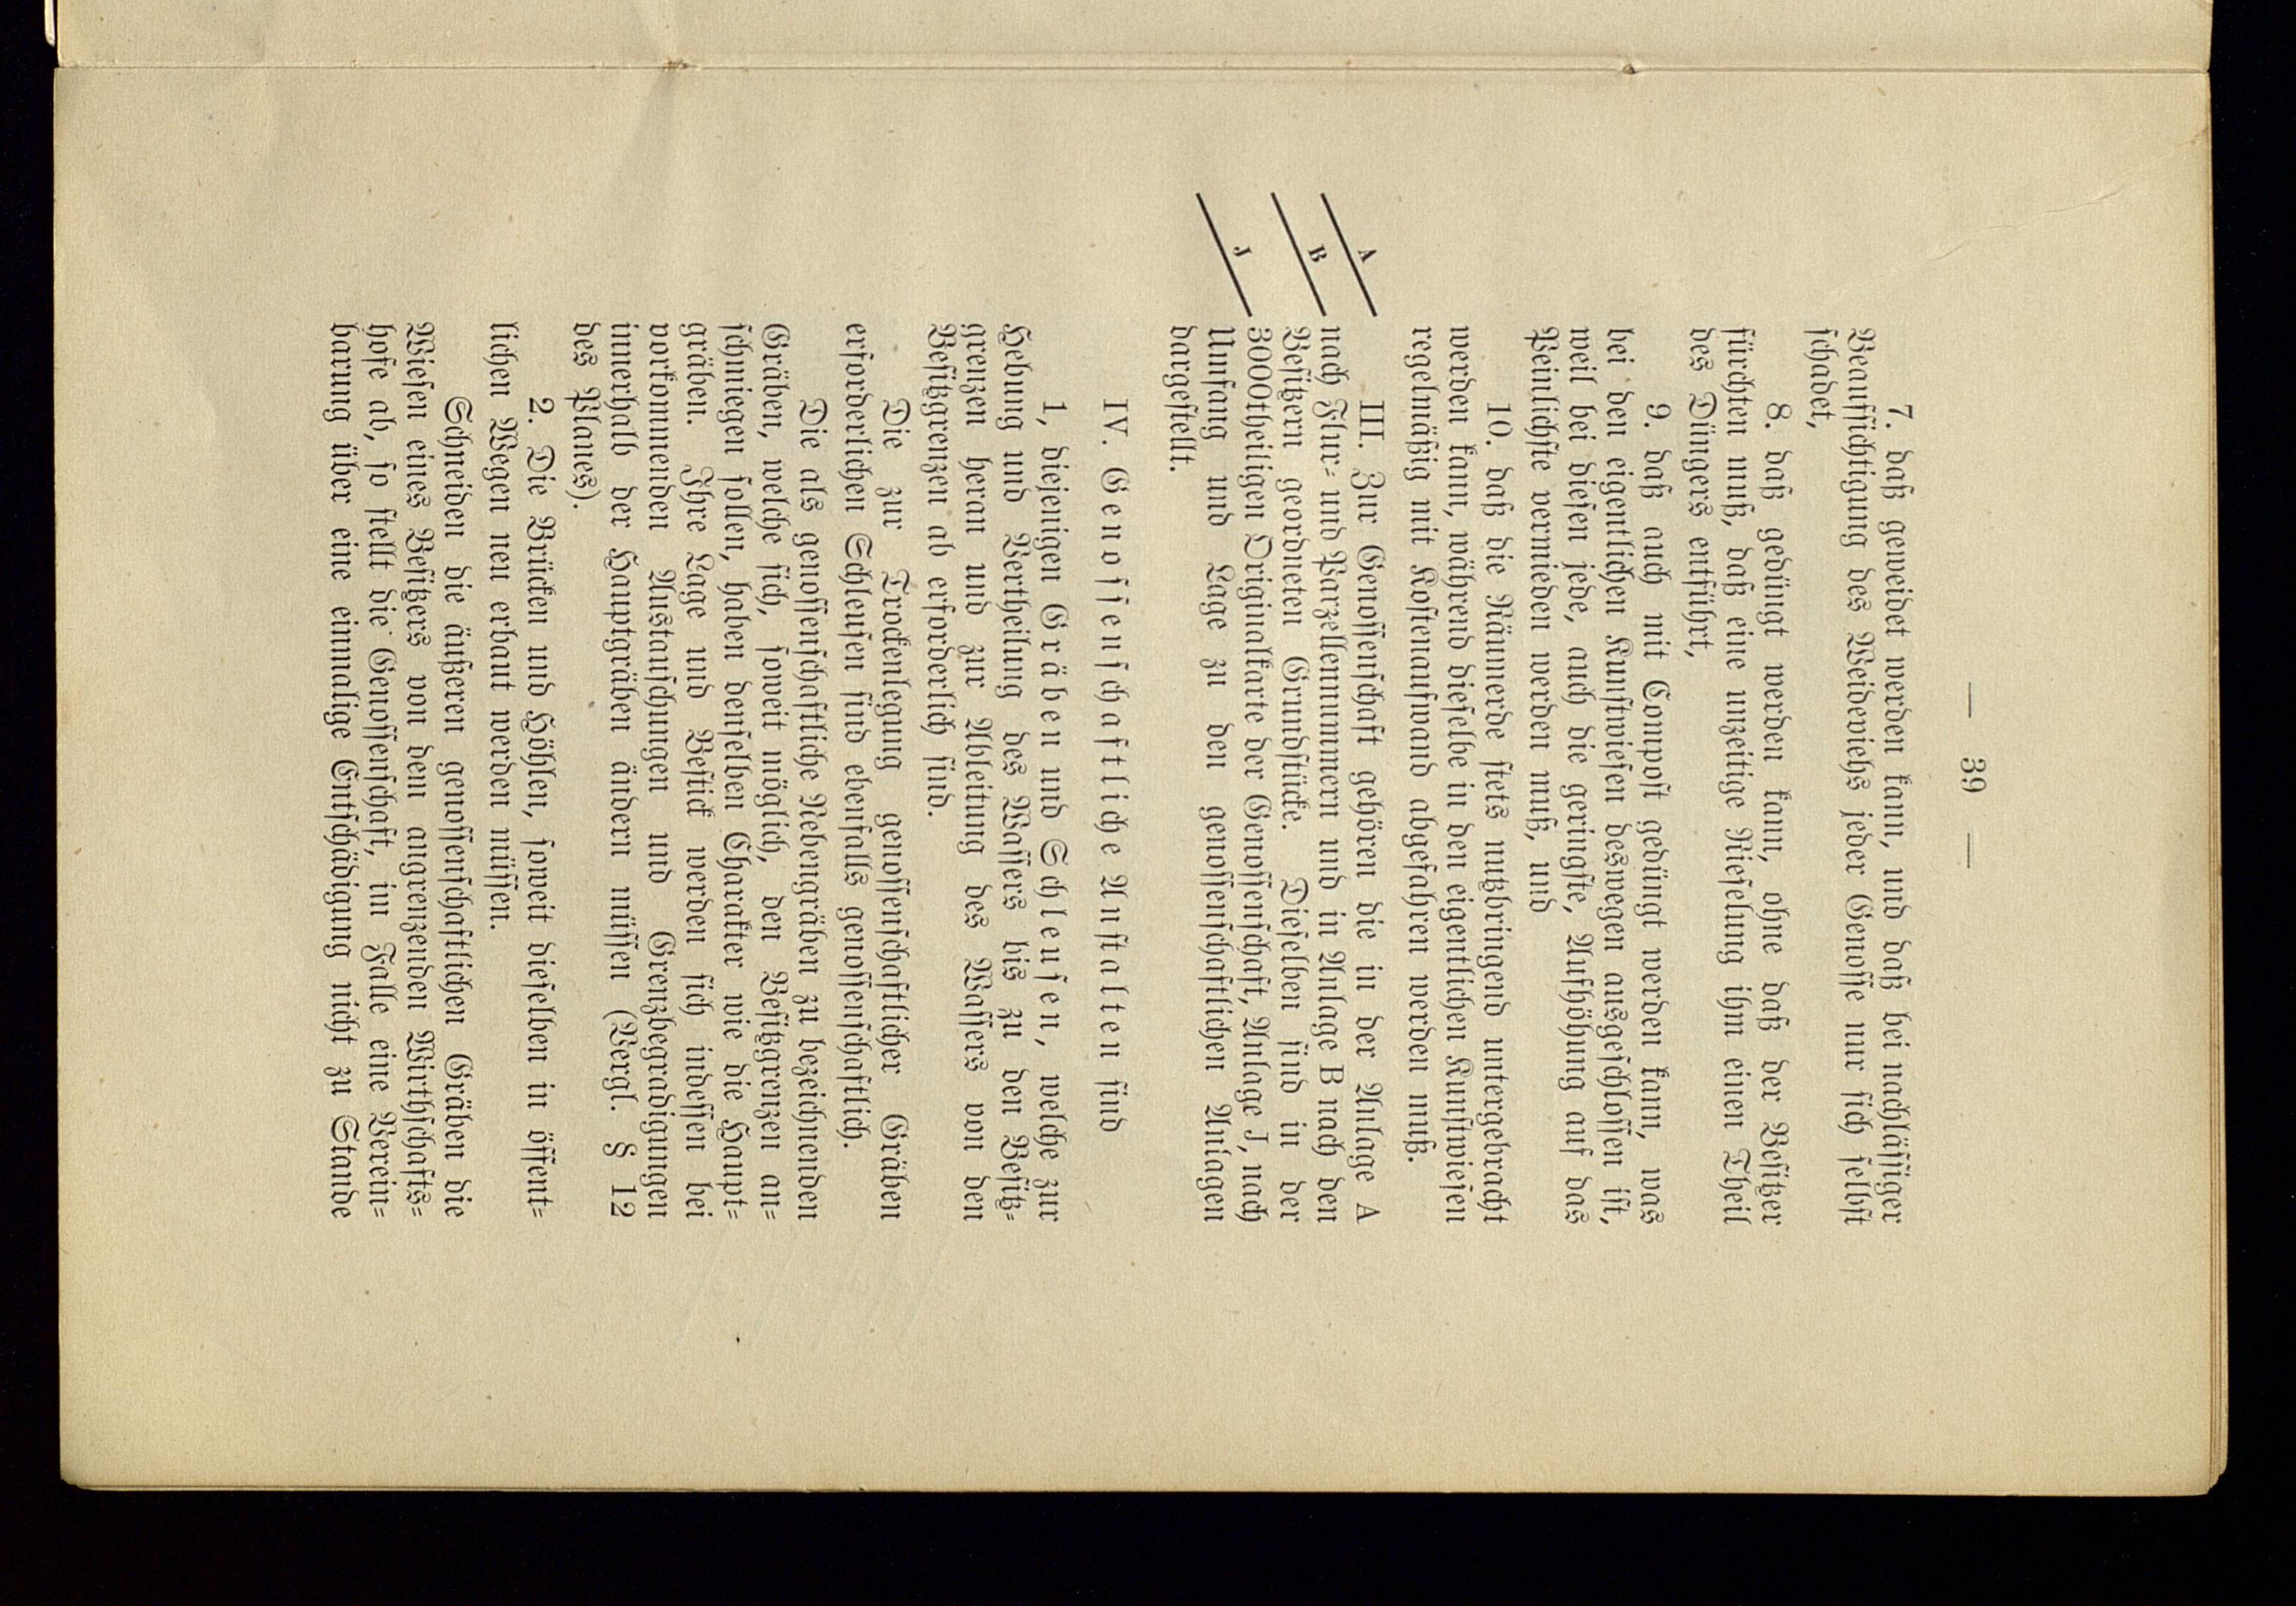 — 39 —
7. daß geweidet werden kann, und daß bei nachlässiger
Beaufsichtigung des Weideviehs jeder Genosse nur sich selbst
schadet,
8. daß gedüngt werden kann, ohne daß der Besitzer
fürchten muß, daß eine unzeitige Rieselung ihm einen Theil
des Düngers entführt,
9. daß auch mit Compost gedüngt werden kann, was
bei den eigentlichen Kunstwiesen deswegen ausgeschlossen ist,
weil bei diesen jede, auch die geringste, Aufhöhung auf das
Peinlichste vermieden werden muß, und
10. daß die Räumerde stets nutzbringend untergebracht
werden kann, während dieselbe in den eigentlichen Kunstwiesen
regelmäßig mit Kostenaufwand abgefahren werden muß.
A
III. Zur Genossenschaft gehören die in der Anlage A
B
nach Flur- und Parzellennummern und in Anlage B nach den
Besitzern geordneten Grundstücke. Dieselben sind in der
J
3000theiligen Originalkarte der Genossenschaft, Anlage J, nach
Umfang und Lage zu den genossenschaftlichen Anlagen
dargestellt.
IV. Genossenschaftliche Anstalten sind
1, diejenigen Gräben und Schleusen, welche zur
Hebung und Vertheilung des Wassers bis zu den Besitz-
grenzen heran und zur Ableitung des Wassers von den
Besitzgrenzen ab erforderlich sind.
Die zur Trockenlegung genossenschaftlicher Gräben
erforderlichen Schleusen sind ebenfalls genossenschaftlich.
Die als genossenschaftliche Nebengräben zu bezeichnenden
Gräben, welche sich, soweit möglich, den Besitzgrenzen an-
schmiegen sollen, haben denselben Charakter wie die Haupt-
gräben. Ihre Lage und Bestick werden sich indessen bei
vorkommenden Austauschungen und Grenzbegradigungen
innerhalb der Hauptgräben ändern müssen (Vergl. § 12
des Planes).
2. Die Brücken und Höhlen, soweit dieselben in öffent-
lichen Wegen neu erbaut werden müssen.
Schneiden die äußeren genossenschaftlichen Gräben die
Wiesen eines Besitzers von dem angrenzenden Wirthschafts-
hofe ab, so stellt die Genossenschaft, im Falle eine Verein-
barung über eine einmalige Entschädigung nicht zu Stande